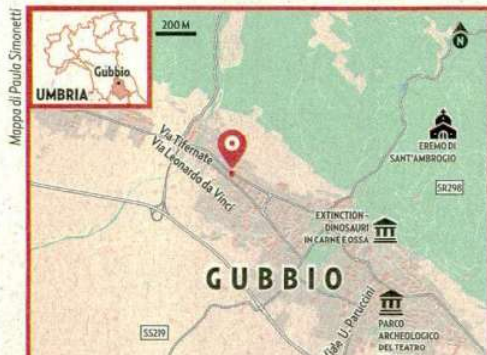 Mappa di Paula Simonetti
200 M
Gubbio
UMBRIA
N
EREMO DI
SANT'AMBROGIO
SR298
Via Tifernate
Via Leonardo da Vinci
EXTINCTION -
DINOSAURI
IN CARNE E OSSA
GUBBIO
PARCO
ARCHEOLOGICO
DEL TEATRO
SS219
U. Paruccini